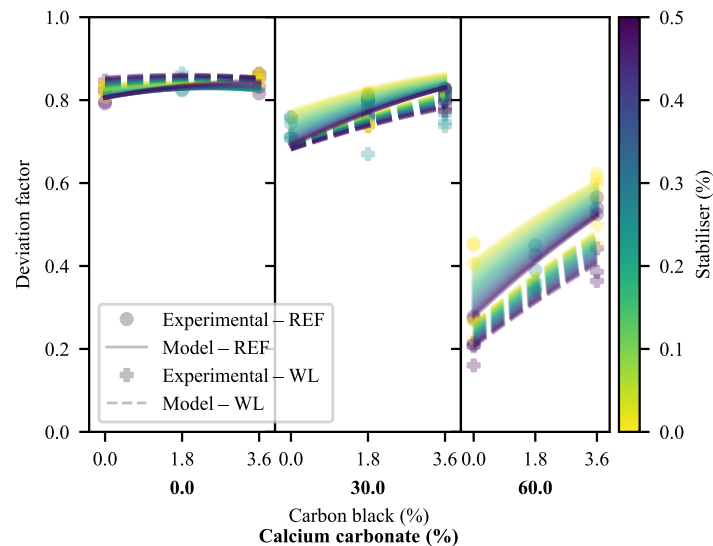 1.0
0.8
0.6
0.4
0.2
0.0
Deviation factor
Experimental – REF
Model – REF
Experimental – WL
Model – WL
0.0 1.8 3.6 0.0 1.8 3.6 0.0 1.8 3.6
0.0 30.0 60.0
Carbon black (%)
Calcium carbonate (%)
0.5
0.4
0.3
0.2
0.1
0.0
Stabiliser (%)